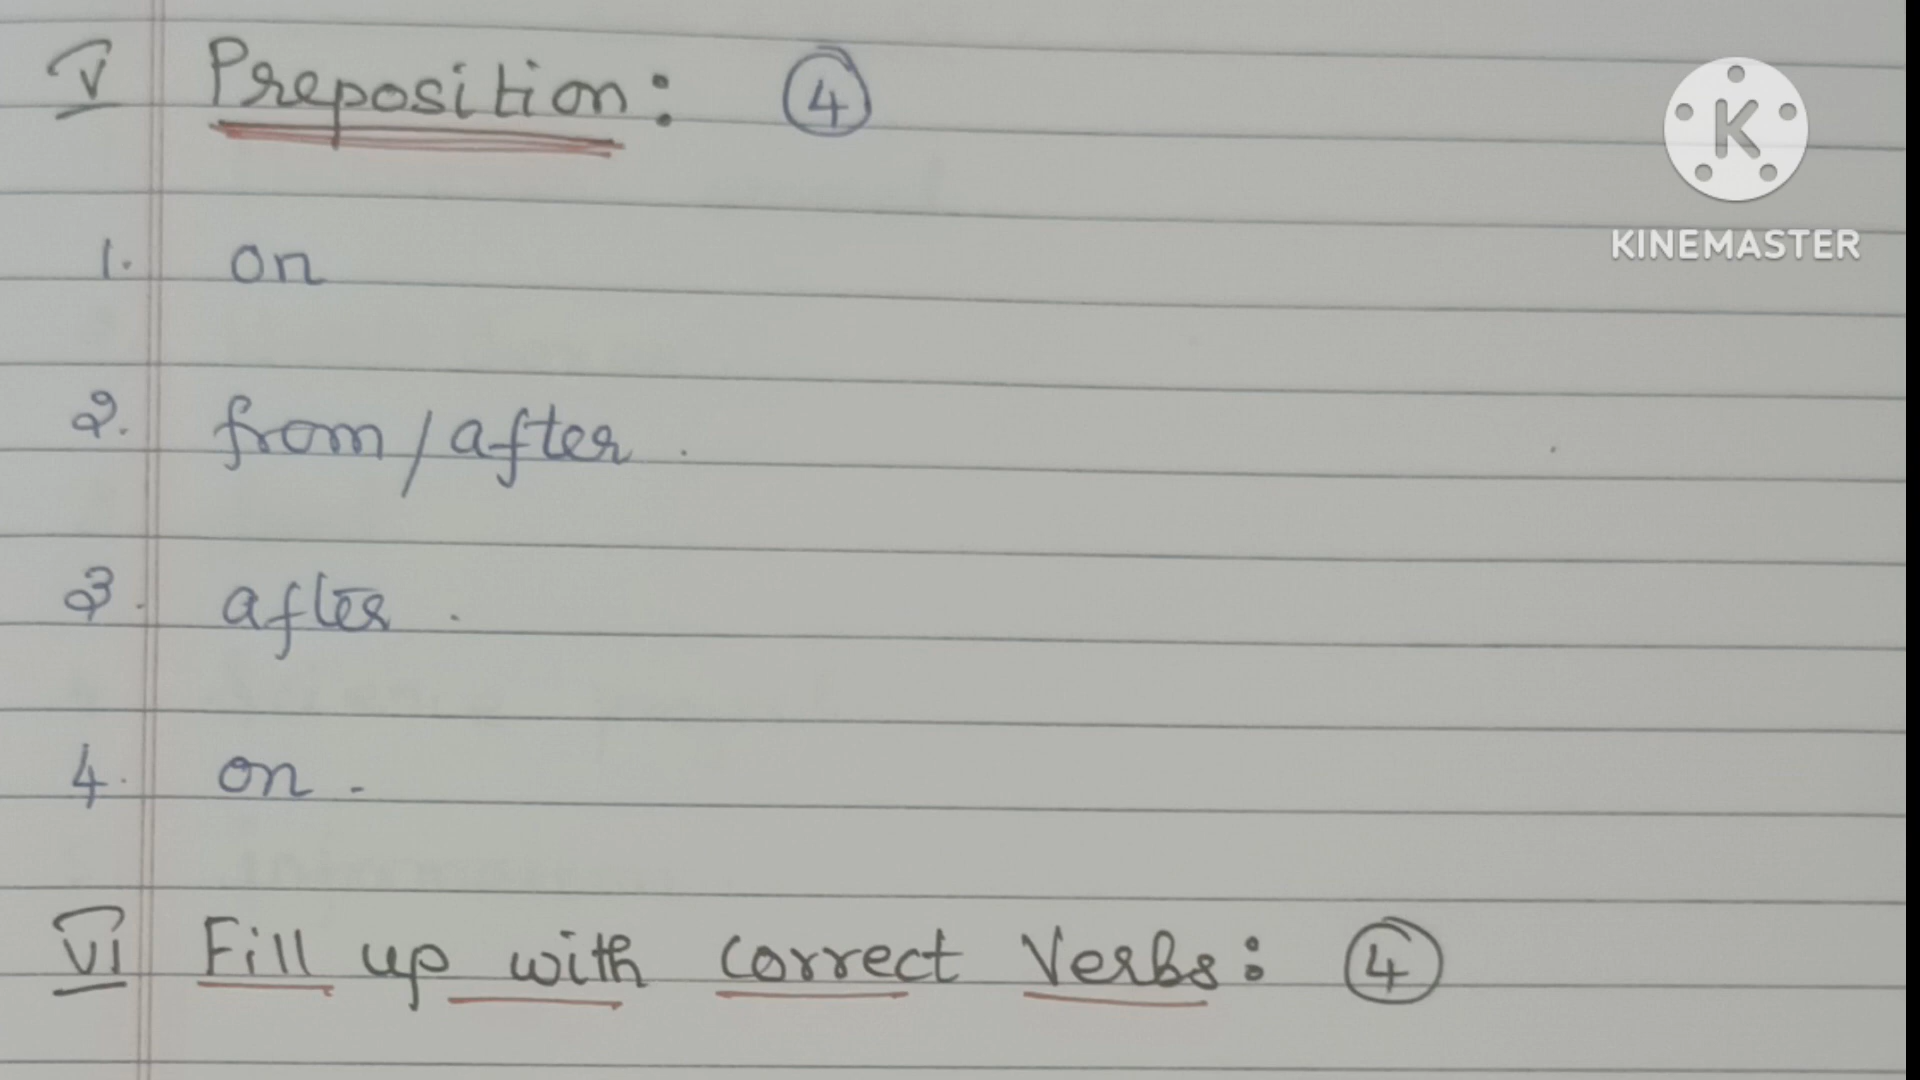 V Preposition: 4
K
KINEMASTER
1. on
2. from/after.
3. after.
4. on.
VI Fill up with correct Verbs: 4